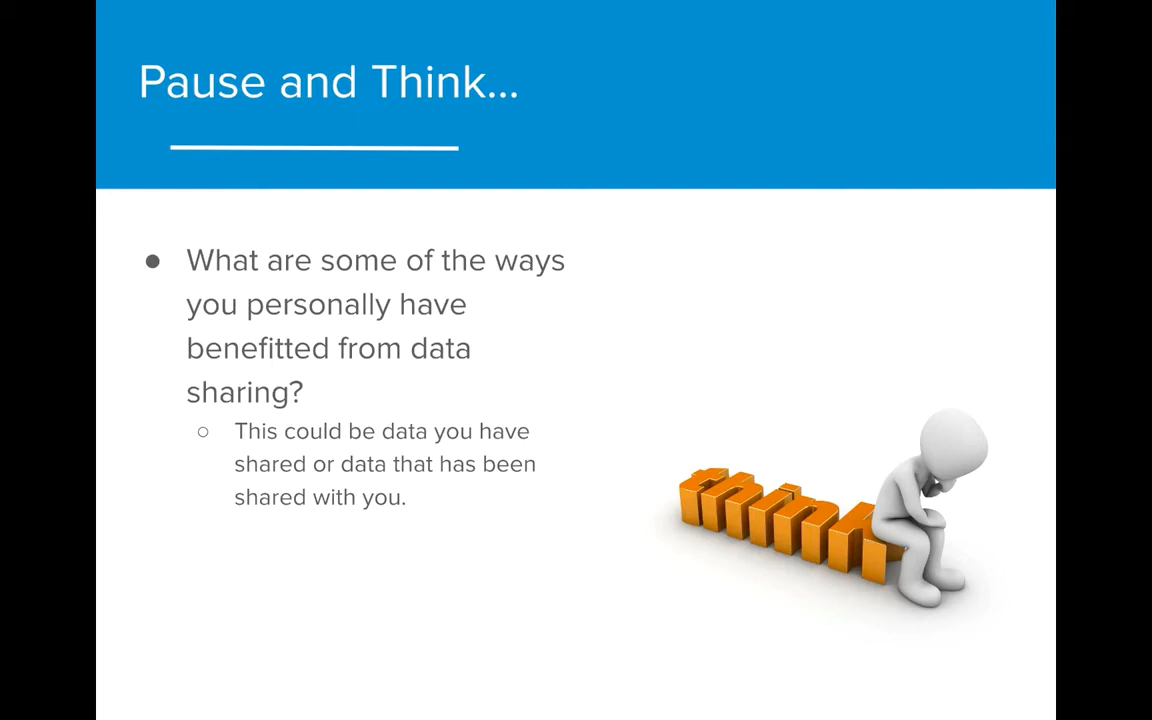 Pause and Think...
● What are some of the ways
you personally have
benefitted from data
sharing?
○ This could be data you have
shared or data that has been
shared with you.
think